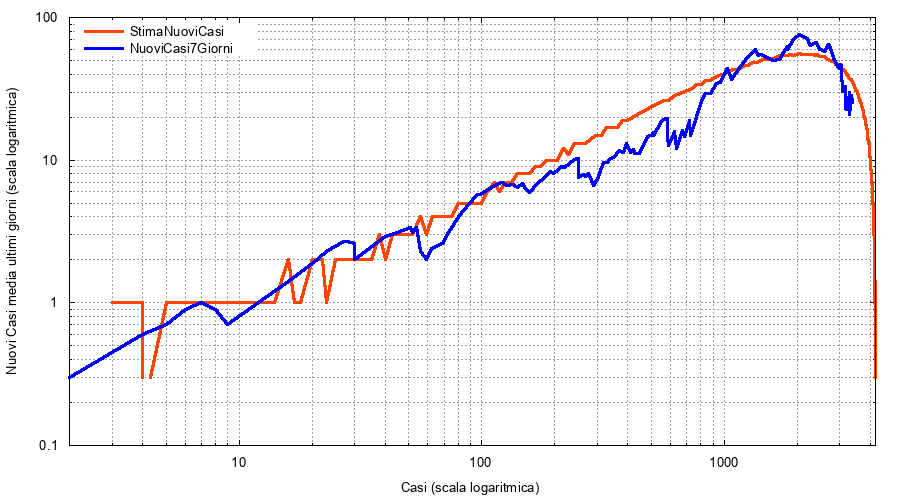 100
StimaNuoviCasi
NuoviCasi7Giorni
10
1
0.1
Nuovi Casi media ultimi giorni (scala logaritmica)
10 100 1000
Casi (scala logaritmica)